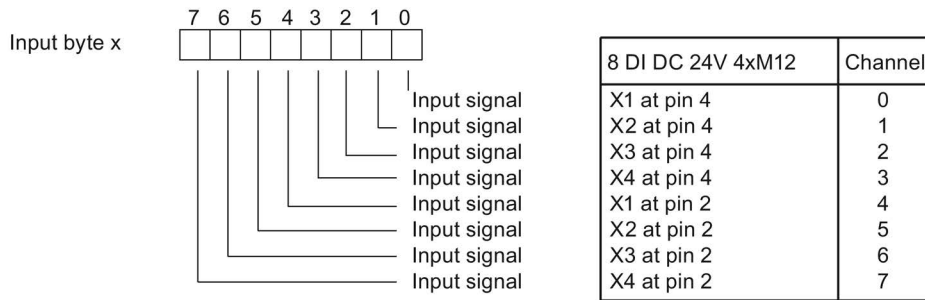 7 6 5 4 3 2 1 0
Input byte x
Input signal
Input signal
Input signal
Input signal
Input signal
Input signal
Input signal
Input signal
8 DI DC 24V 4xM12 Channel
X1 at pin 4 0
X2 at pin 4 1
X3 at pin 4 2
X4 at pin 4 3
X1 at pin 2 4
X2 at pin 2 5
X3 at pin 2 6
X4 at pin 2 7